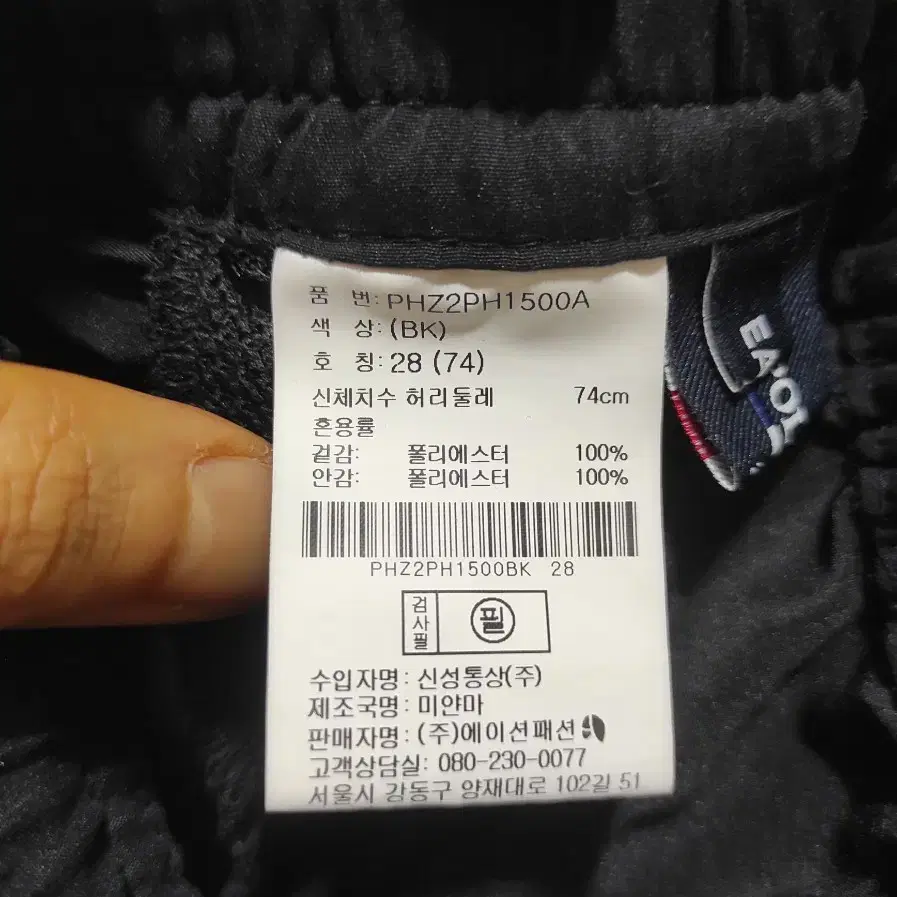 품 번: PHZ2PH1500A
색 상: (BK)
호 칭: 28 (74)
신체치수 허리둘레 74cm
혼용률
겉감: 폴리에스터 100%
안감: 폴리에스터 100%
PHZ2PH1500BK 28
검사필
필
수입자명: 신성통상(주)
제조국명: 미얀마
판매자명: (주)에이션패션
고객상담실: 080-230-0077
서울시 강동구 양재대로 102길 51